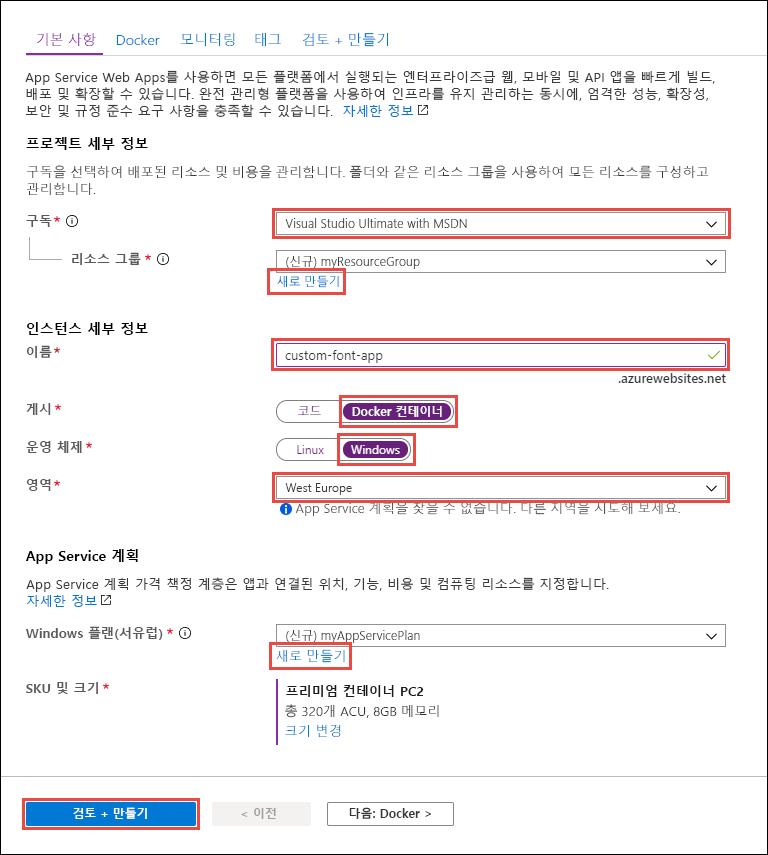 기본 사항 Docker 모니터링 태그 검토 + 만들기
App Service Web Apps를 사용하면 모든 플랫폼에서 실행되는 엔터프라이즈급 웹, 모바일 및 API 앱을 빠르게 빌드,
배포 및 확장할 수 있습니다. 완전 관리형 플랫폼을 사용하여 인프라를 유지 관리하는 동시에, 엄격한 성능, 확장성,
보안 및 규정 준수 요구 사항을 충족할 수 있습니다. 자세한 정보
프로젝트 세부 정보
구독을 선택하여 배포된 리소스 및 비용을 관리합니다. 폴더와 같은 리소스 그룹을 사용하여 모든 리소스를 구성하고
관리합니다.
구독* Visual Studio Ultimate with MSDN
리소스 그룹 * (신규) myResourceGroup
새로 만들기
인스턴스 세부 정보
이름* custom-font-app
.azurewebsites.net
게시* 코드 Docker 컨테이너
운영 체제* Linux Windows
영역* West Europe
App Service 계획을 찾을 수 없습니다. 다른 지역을 시도해 보세요.
App Service 계획
App Service 계획 가격 책정 계층은 앱과 연결된 위치, 기능, 비용 및 컴퓨팅 리소스를 지정합니다.
자세한 정보
Windows 플랜(서유럽) * (신규) myAppServicePlan
새로 만들기
SKU 및 크기* 프리미엄 컨테이너 PC2
총 320개 ACU, 8GB 메모리
크기 변경
검토 + 만들기 < 이전 다음: Docker >